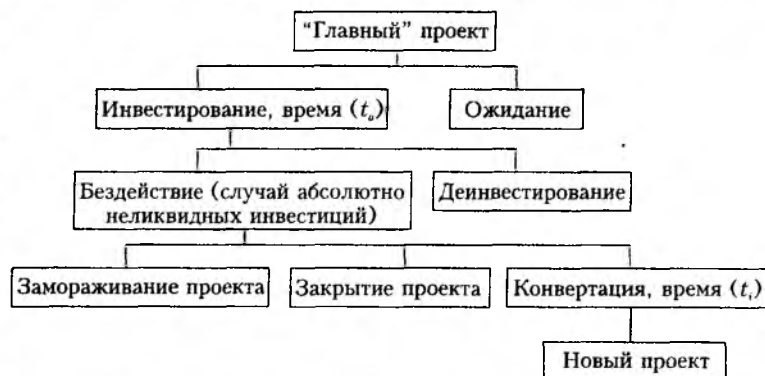 “Главный” проект
Инвестирование, время (tₒ)
Ожидание
Бездействие (случай абсолютно
неликвидных инвестиций)
Деинвестирование
Замораживание проекта
Закрытие проекта
Конвертация, время (tᵢ)
Новый проект